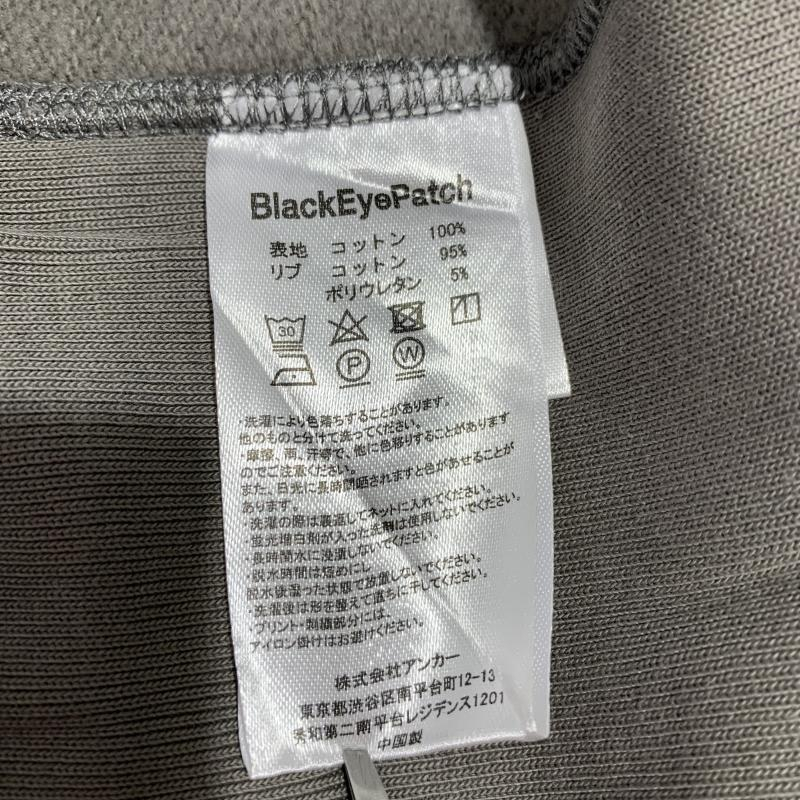 BlackEyePatch
表地 コットン 100%
リブ コットン 95%
ポリウレタン 5%
30
P W
・洗濯により色落ちすることがあります。
他のものと分けて洗ってください。
・摩擦、雨、汗等で、他に色移りすることがあります
のでご注意ください。
また、日光に長時間晒されますと色があせることが
あります。
・洗濯の際は裏返してネットに入れてください。
・蛍光増白剤が入った洗剤は使用しないでください。
・長時間水に浸漬しないでください。
・脱水時間は短めにし、
脱水後湿った状態で放置しないでください。
・洗濯後は形を整えて直ちに干してください。
・プリント・刺繍部分には、
アイロン掛けはお避けください。
株式会社アンカー
東京都渋谷区南平台町12-13
秀和第二南平台レジデンス1201
中国製